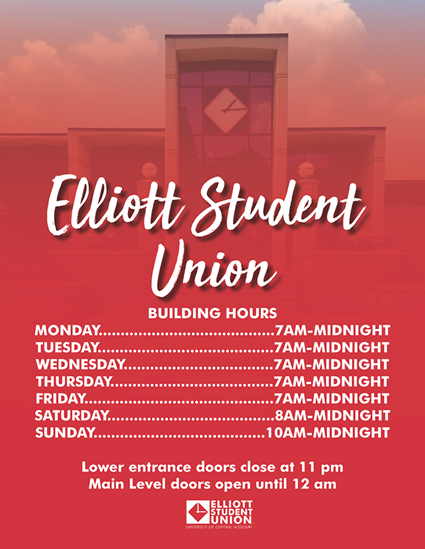 Elliott Student
Union
BUILDING HOURS
MONDAY...................................7AM-MIDNIGHT
TUESDAY...................................7AM-MIDNIGHT
WEDNESDAY..............................7AM-MIDNIGHT
THURSDAY.................................7AM-MIDNIGHT
FRIDAY......................................7AM-MIDNIGHT
SATURDAY.................................8AM-MIDNIGHT
SUNDAY..................................10AM-MIDNIGHT
Lower entrance doors close at 11 pm
Main Level doors open until 12 am
ELLIOTT
STUDENT
UNION
UNIVERSITY OF CENTRAL MISSOURI